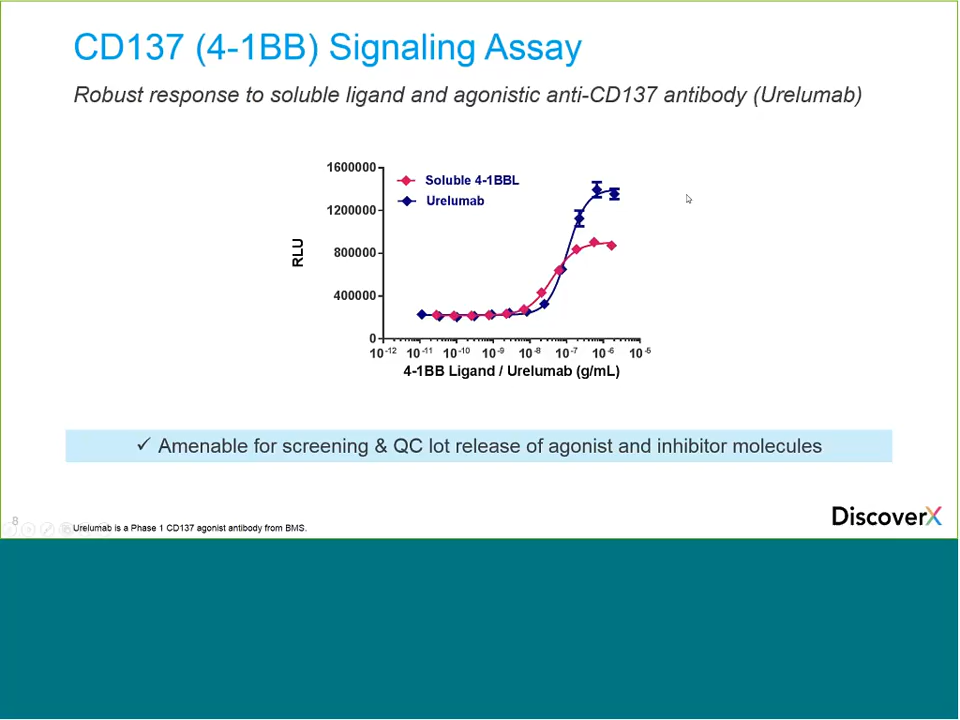 CD137 (4-1BB) Signaling Assay
Robust response to soluble ligand and agonistic anti-CD137 antibody (Urelumab)
1600000
1200000
800000
400000
0
RLU
Soluble 4-1BBL
Urelumab
10-12 10-11 10-10 10-9 10-8 10-7 10-6 10-5
4-1BB Ligand / Urelumab (g/mL)
✓ Amenable for screening & QC lot release of agonist and inhibitor molecules
8
Urelumab is a Phase 1 CD137 agonist antibody from BMS.
DiscoverX